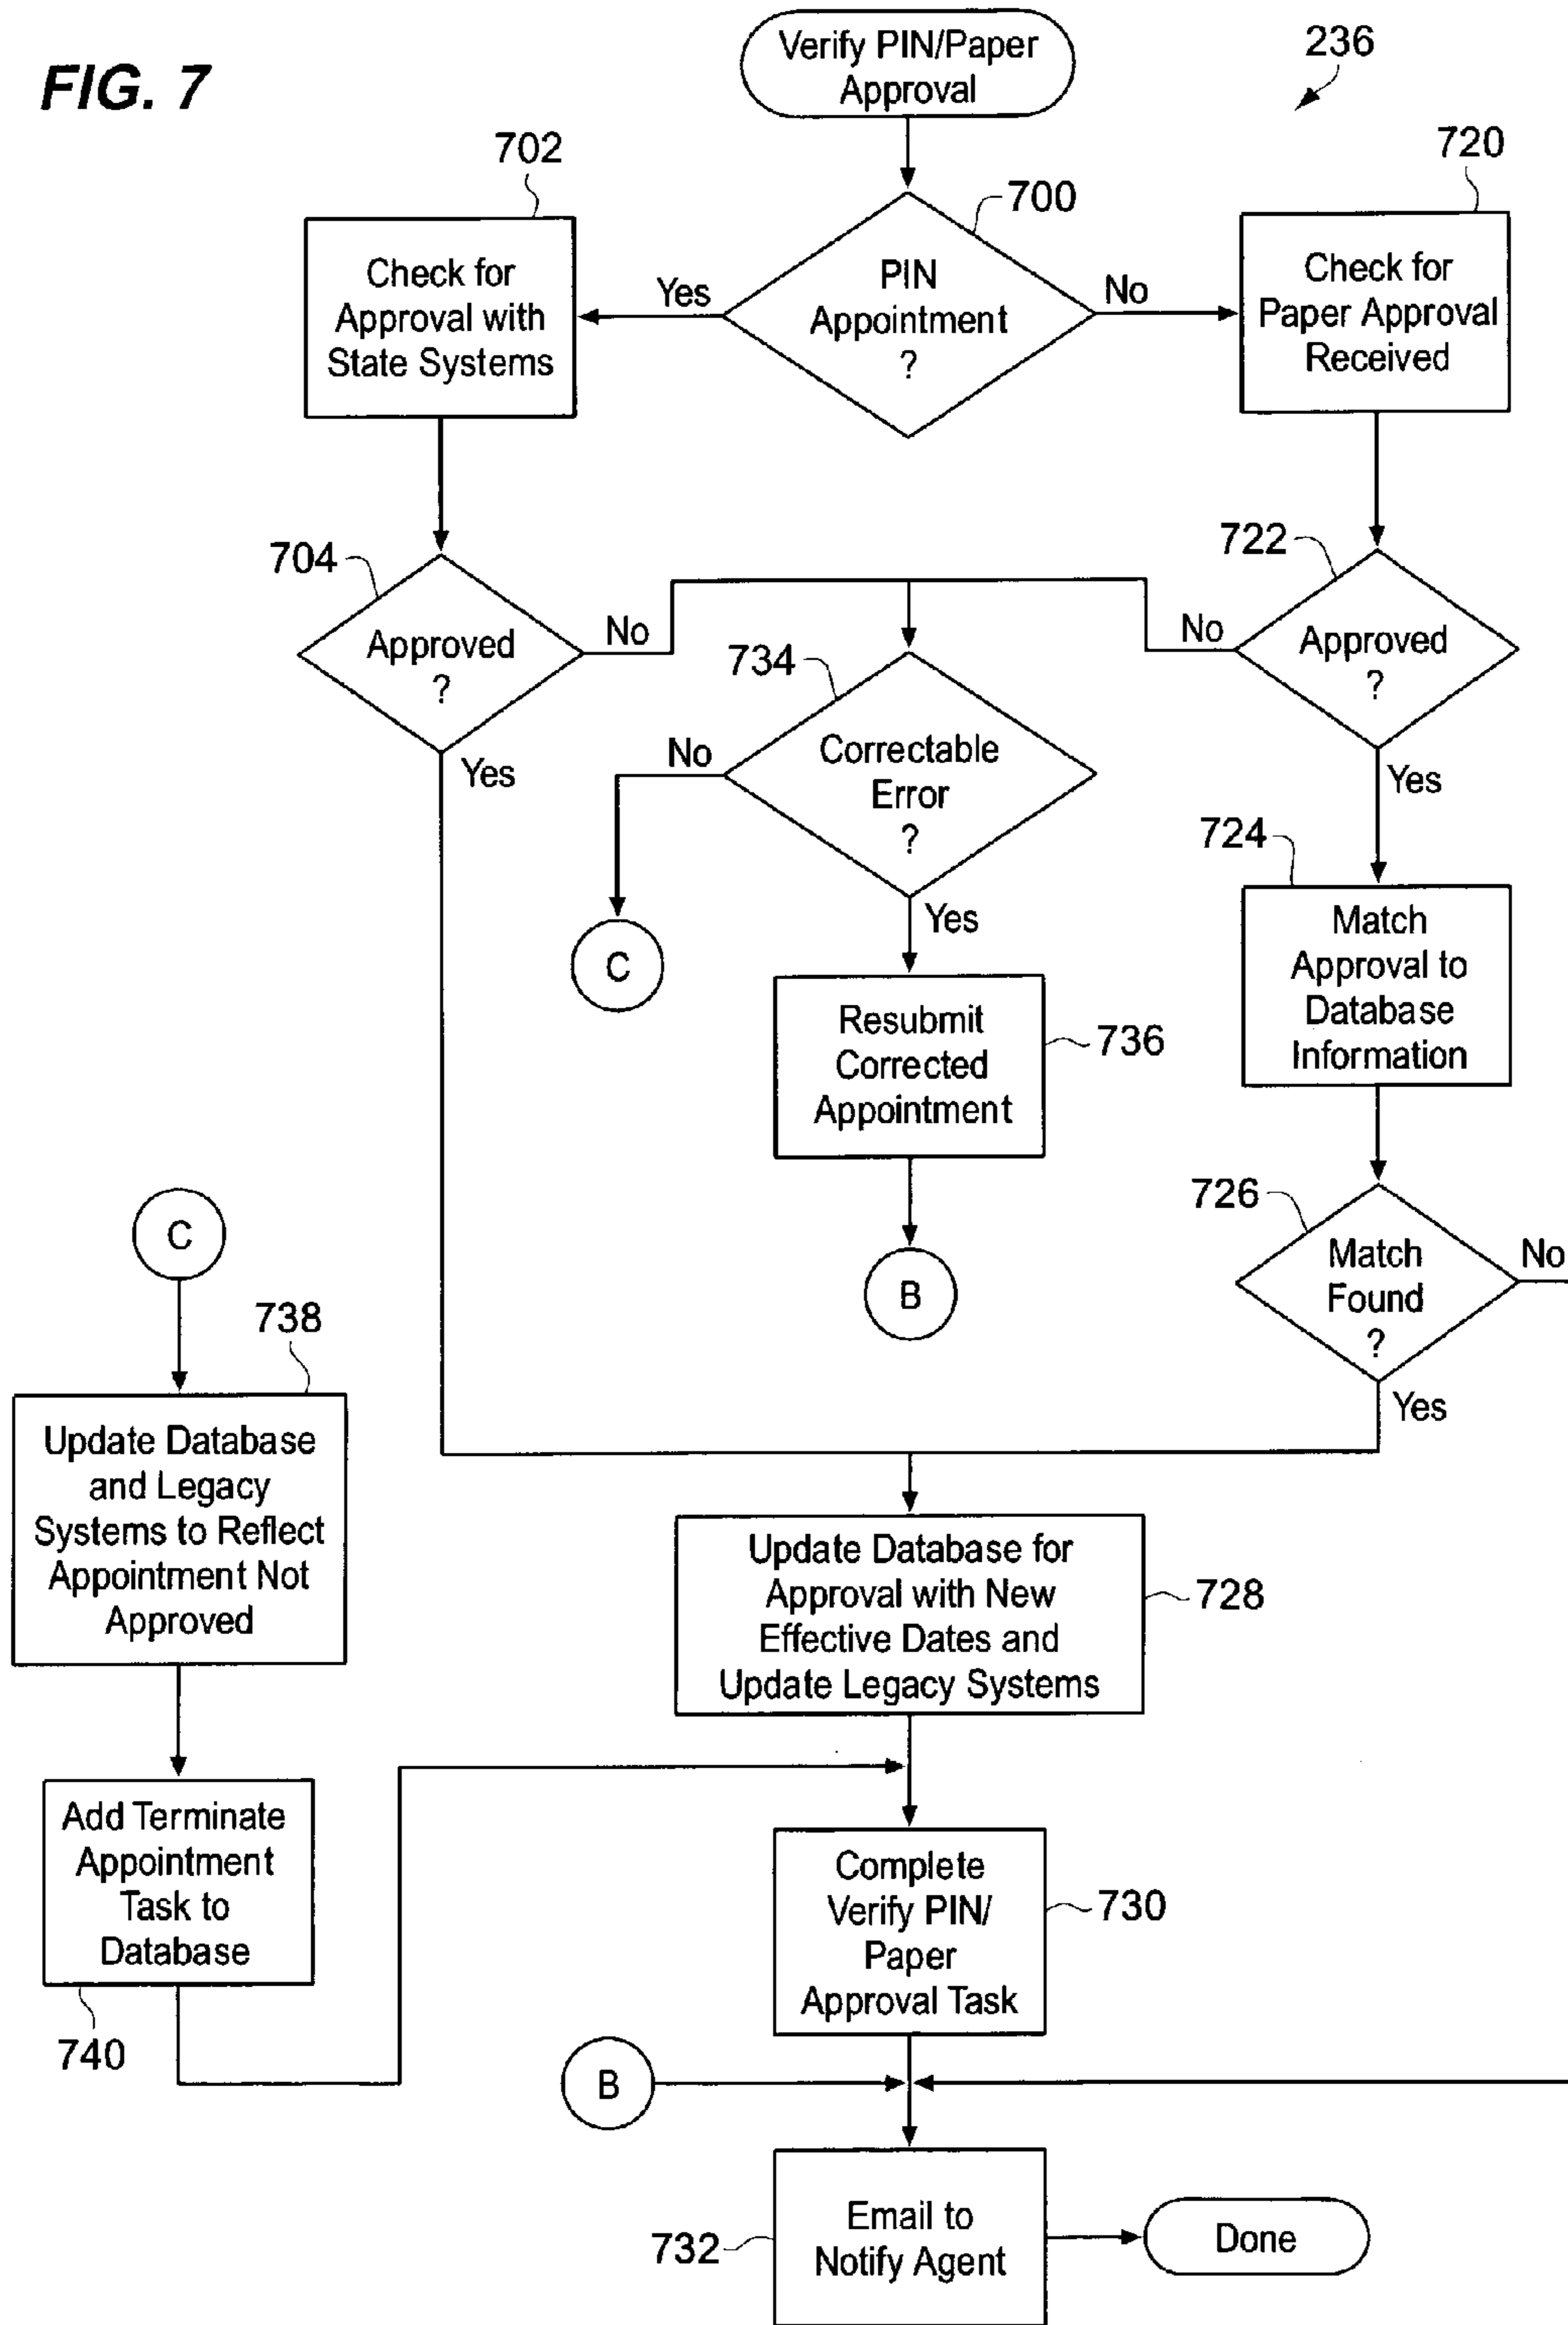 FIG. 7
Verify PIN/Paper
Approval
236
702
700
720
Check for
Approval with
State Systems
Yes
PIN
Appointment
?
No
Check for
Paper Approval
Received
704
Approved
?
No
Yes
722
No
Approved
?
Yes
734
No
Correctable
Error
?
Yes
C
724
Match
Approval to
Database
Information
Resubmit
Corrected
Appointment
736
B
726
Match
Found
?
No
Yes
C
738
Update Database
and Legacy
Systems to Reflect
Appointment Not
Approved
Update Database for
Approval with New
Effective Dates and
Update Legacy Systems
728
Add Terminate
Appointment
Task to
Database
740
Complete
Verify PIN/
Paper
Approval Task
730
B
732
Email to
Notify Agent
Done